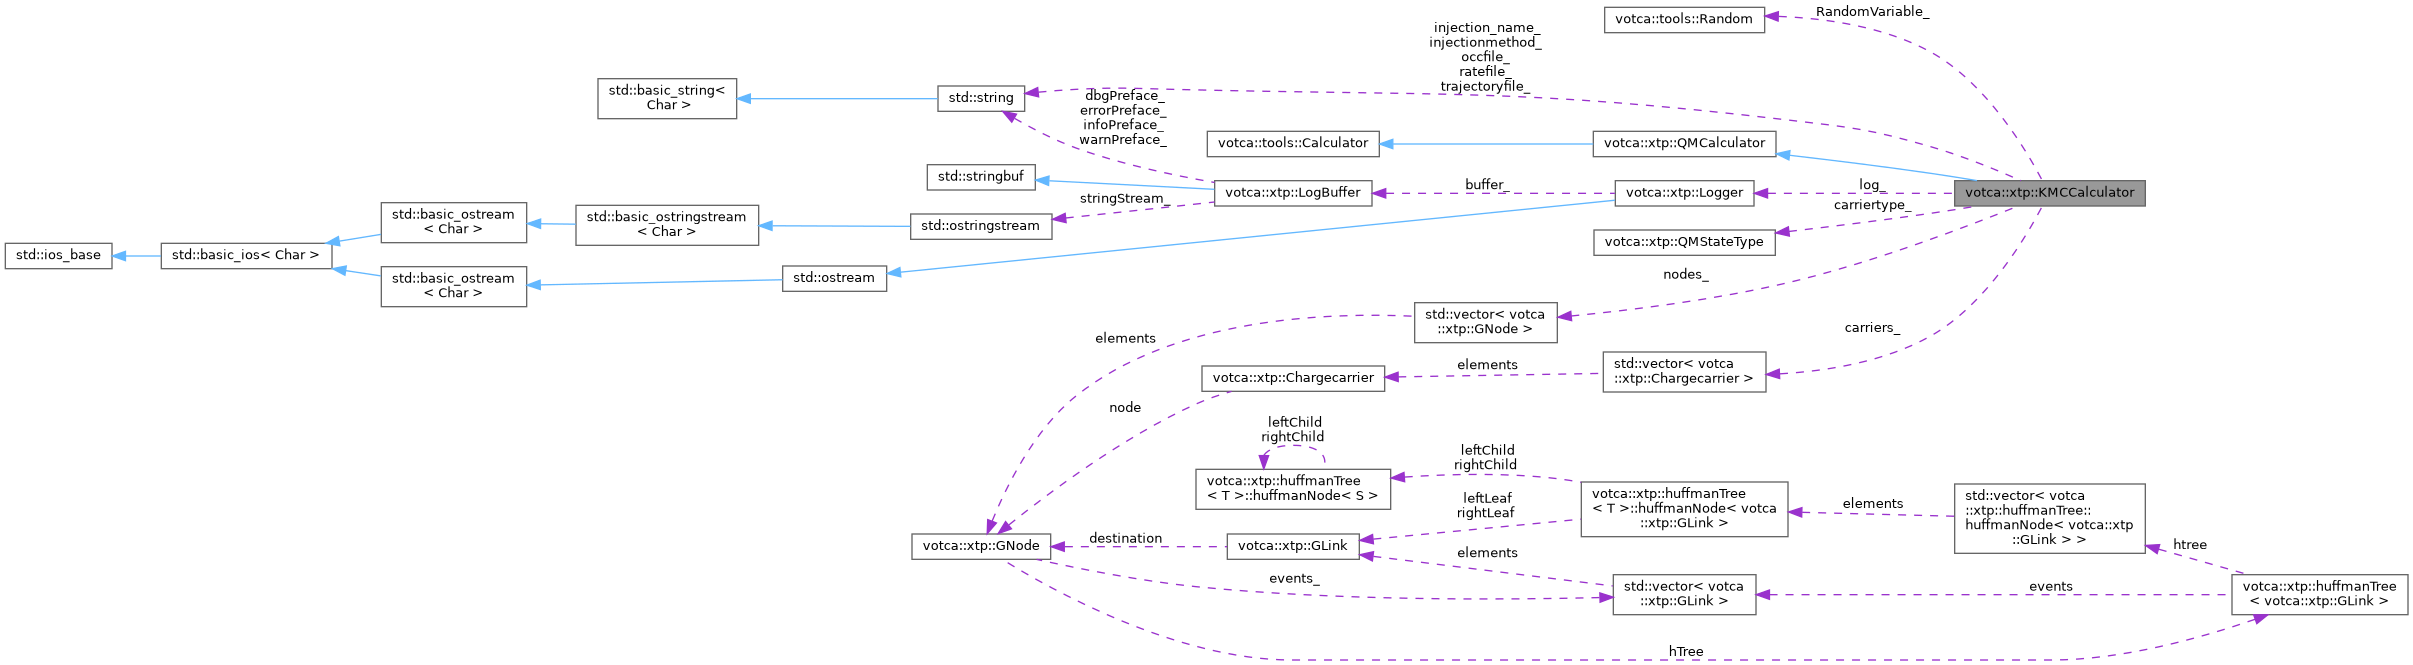 votca::tools::Random
RandomVariable_
injection_name_
injectionmethod_
occfile_
ratefile_
trajectoryfile_
std::basic_string<
Char >
std::string
dbgPreface_
errorPreface_
infoPreface_
warnPreface_
votca::tools::Calculator
votca::xtp::QMCalculator
std::stringbuf
votca::xtp::LogBuffer
buffer_
votca::xtp::Logger
log_
votca::xtp::KMCCalculator
stringStream_
carriertype_
std::basic_ostream
< Char >
std::basic_ostringstream
< Char >
std::ostringstream
votca::xtp::QMStateType
std::ios_base
std::basic_ios< Char >
std::basic_ostream
< Char >
std::ostream
nodes_
std::vector< votca
::xtp::GNode >
elements
carriers_
votca::xtp::Chargecarrier
elements
std::vector< votca
::xtp::Chargecarrier >
node
leftChild
rightChild
votca::xtp::huffmanTree
< T >::huffmanNode< S >
leftChild
rightChild
leftLeaf
rightLeaf
votca::xtp::huffmanTree
< T >::huffmanNode< votca
::xtp::GLink >
elements
std::vector< votca
::xtp::huffmanTree::
huffmanNode< votca::xtp
::GLink > >
votca::xtp::GNode
destination
votca::xtp::GLink
elements
htree
events_
std::vector< votca
::xtp::GLink >
events
votca::xtp::huffmanTree
< votca::xtp::GLink >
hTree